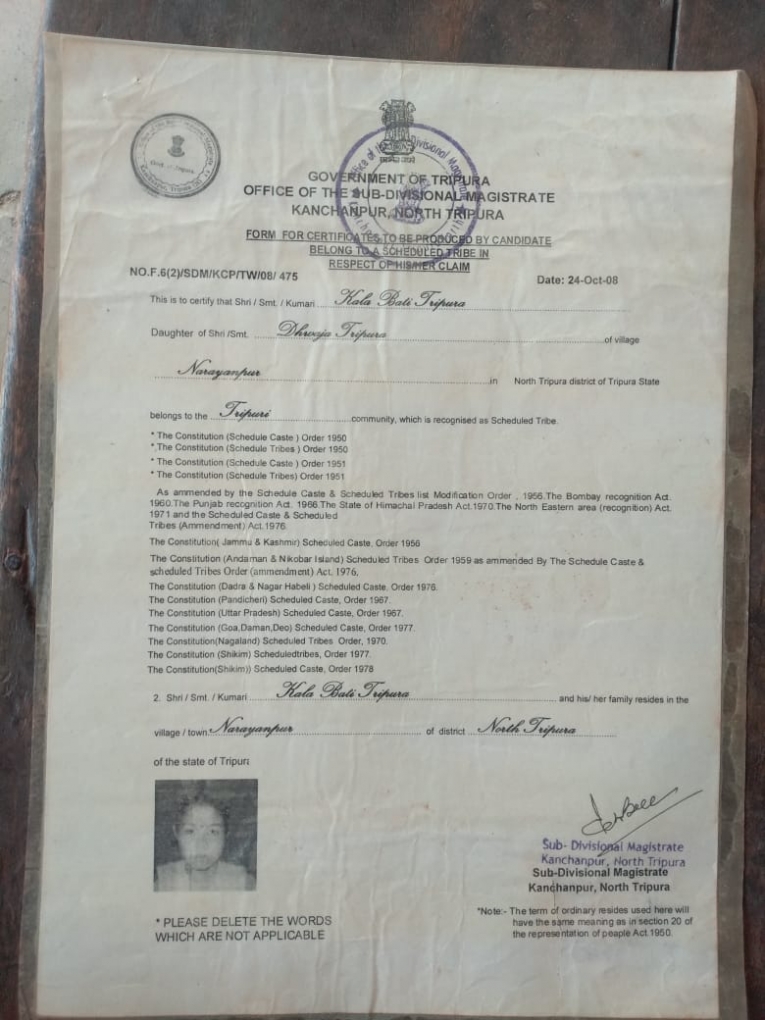 GOVERNMENT OF TRIPURA
OFFICE OF THE SUB-DIVISIONAL MAGISTRATE
KANCHANPUR, NORTH TRIPURA
FORM FOR CERTIFICATES TO BE PRODUCED BY CANDIDATE
BELONG TO A SCHEDULED TRIBE IN
RESPECT OF HIS/HER CLAIM
NO.F.6(2)/SDM/KCP/TW/08/ 475 Date: 24-Oct-08
This is to certify that Shri / Smt. / Kumari Kala Bati Tripura
Daughter of Shri /Smt. Dhwaja Tripura of village
Narayanpur in North Tripura district of Tripura State
belongs to the Tripuri community, which is recognised as Scheduled Tribe.
* The Constitution (Schedule Caste ) Order 1950
* The Constitution (Schedule Tribes ) Order 1950
* The Constitution (Schedule Caste ) Order 1951
* The Constitution (Schedule Tribes) Order 1951
As ammended by the Schedule Caste & Scheduled Tribes list Modification Order , 1956.The Bombay recognition Act.
1960.The Punjab recognition Act. 1966.The State of Himachal Pradesh Act.1970.The North Eastern area (recognition) Act.
1971 and the Scheduled Caste & Scheduled
Tribes (Ammendment) Act.1976.
The Constitution( Jammu & Kashmir) Scheduled Caste, Order 1956
The Constitution (Andaman & Nikobar Island) Scheduled Tribes Order 1959 as ammended By The Schedule Caste &
scheduled Tribes Order (ammendment) Act, 1976,
The Constitution (Dadra & Nagar Habeli ) Scheduled Caste, Order 1976.
The Constitution (Pandicheri) Scheduled Caste, Order 1967.
The Constitution (Uttar Pradesh) Scheduled Caste, Order 1967.
The Constitution (Goa,Daman,Deo) Scheduled Caste, Order 1977.
The Constitution(Nagaland) Scheduled Tribes Order, 1970.
The Constitution (Shikim) Scheduledtribes, Order 1977.
The Constitution(Shikim)) Scheduled Caste, Order 1978
2. Shri / Smt. / Kumari Kala Bati Tripura and his/ her family resides in the
village / town. Narayanpur of district North Tripura
of the state of Tripura
Sub- Divisional Magistrate
Kanchanpur, North Tripura
Sub-Divisional Magistrate
Kanchanpur, North Tripura
* PLEASE DELETE THE WORDS
WHICH ARE NOT APPLICABLE
*Note:- The term of ordinary resides used here will
have the same meaning as in section 20 of
the representation of peaple Act.1950.